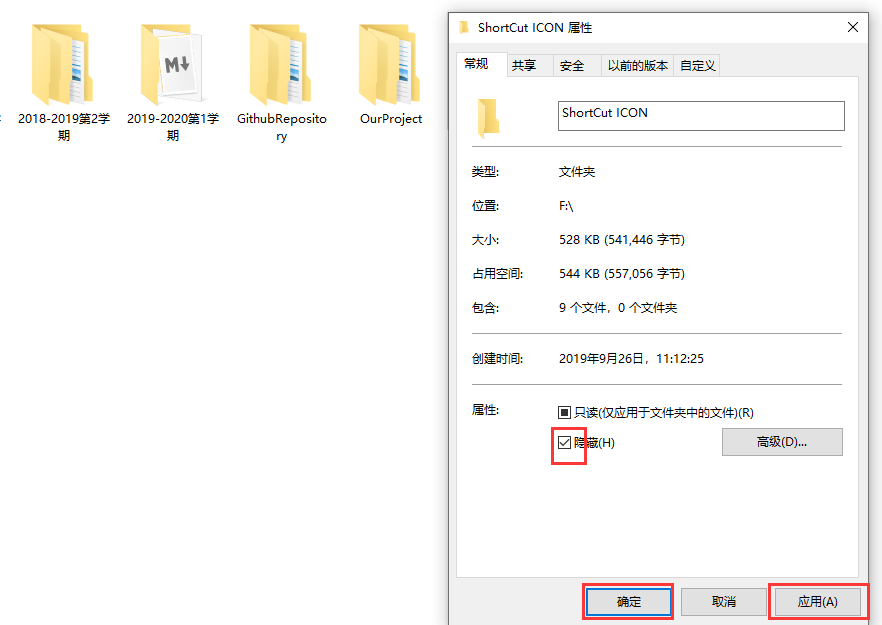 2018-2019第2学
期
2019-2020第1学
期
GithubReposito
ry
OurProject
M
ShortCut ICON 属性
常规 共享 安全 以前的版本 自定义
ShortCut ICON
类型: 文件夹
位置: F:\
大小: 528 KB (541,446 字节)
占用空间: 544 KB (557,056 字节)
包含: 9 个文件，0 个文件夹
创建时间: 2019年9月26日，11:12:25
属性: 只读(仅应用于文件夹中的文件)(R)
隐藏(H) 高级(D)...
确定 取消 应用(A)